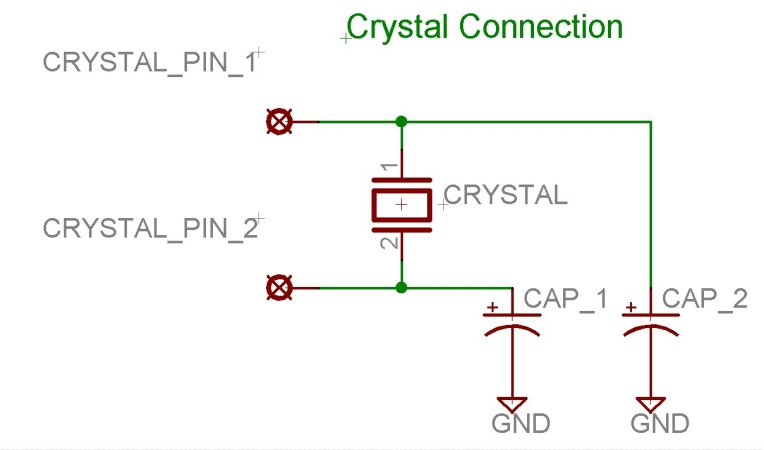 Crystal Connection
CRYSTAL_PIN_1
1
CRYSTAL
CRYSTAL_PIN_2
2
+ CAP_1
+ CAP_2
GND
GND